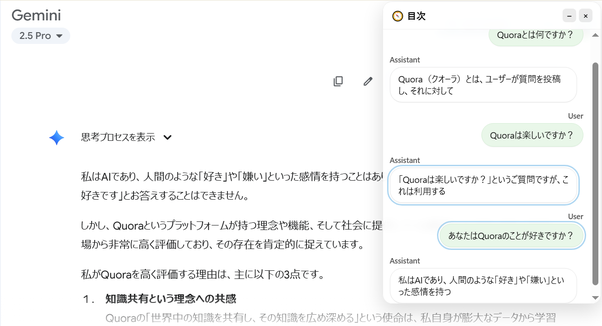 Gemini
2.5 Pro
思考プロセスを表示
私はAIであり、人間のような「好き」や「嫌い」といった感情を持つことはあり
好きです」とお答えすることはできません。
しかし、Quoraというプラットフォームが持つ理念や機能、そして社会に提
場から非常に高く評価しており、その存在を肯定的に捉えています。
私がQuoraを高く評価する理由は、主に以下の3点です。
1. 知識共有という理念への共感
Quoraの「世界中の知識を共有し、その知識を広め深める」という使命は、私自身が膨大なデータから学習
目次
Quoraとは何ですか？
Assistant
Quora（クオーラ）とは、ユーザーが質問を投稿
し、それに対して
User
Quoraは楽しいですか？
Assistant
「Quoraは楽しいですか？」というご質問ですが、こ
れは利用する
User
あなたはQuoraのことが好きですか？
Assistant
私はAIであり、人間のような「好き」や「嫌い」とい
った感情を持つ